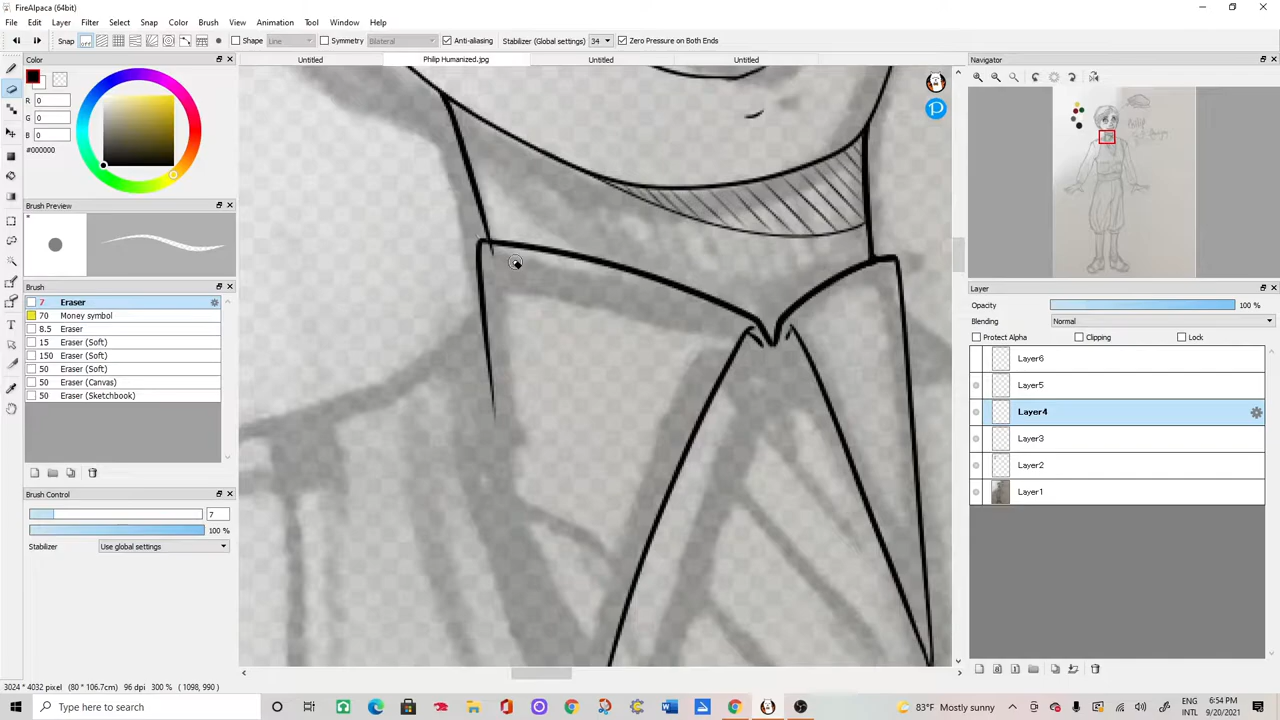 FireAlpaca (64bit)
File Edit Layer Filter Select Snap Color Brush View Animation Tool Window Help
Snap OFF Shape Line Symmetry Bilateral Anti-aliasing Stabilizer (Global settings) 34 Zero Pressure on Both Ends
Color
Untitled Philip Humanized.jpg Untitled Untitled
Navigator
R 0
G 0
B 0
#000000
Brush Preview
Brush
7 Eraser
70 Money symbol
8.5 Eraser
15 Eraser (Soft)
150 Eraser (Soft)
50 Eraser (Soft)
50 Eraser (Canvas)
50 Eraser (Sketchbook)
Brush Control
7
100 %
Stabilizer Use global settings
Layer
Opacity 100 %
Blending Normal
Protect Alpha Clipping Lock
Layer6
Layer5
Layer4
Layer3
Layer2
Layer1
3024 * 4032 pixel (80 * 106.7cm) 96 dpi 300 % ( 1098, 990 )
Type here to search
83°F Mostly sunny
ENG
INTL
6:54 PM
9/20/2021